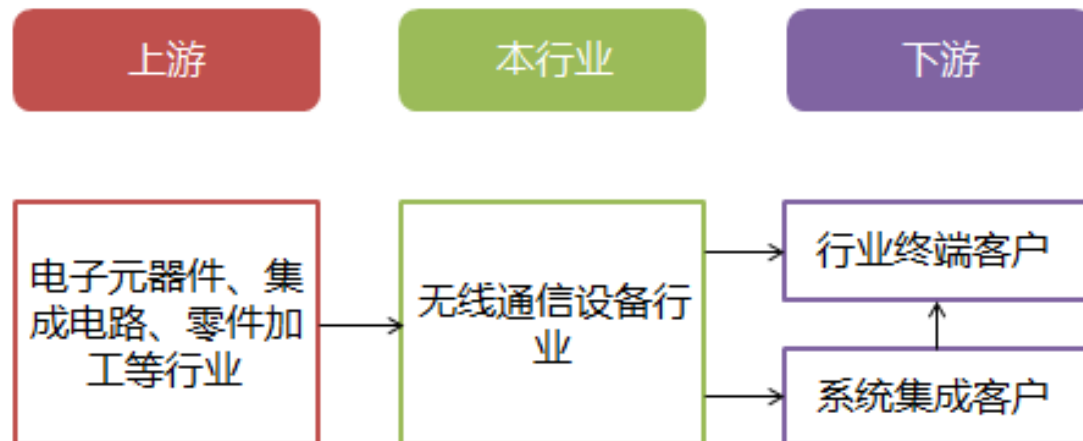 上游
本行业
下游
电子元器件、集
成电路、零件加
工等行业
无线通信设备行
业
行业终端客户
系统集成客户